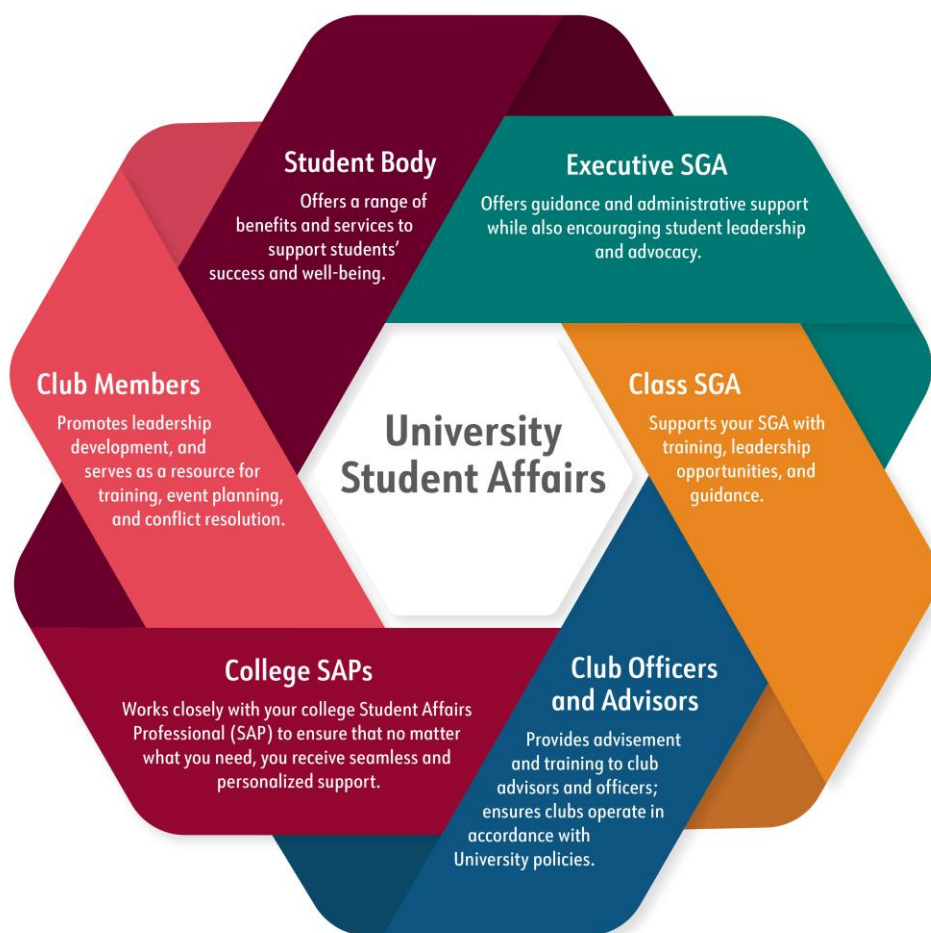 Student Body
Offers a range of
benefits and services to
support students'
success and well-being.
Executive SGA
Offers guidance and administrative support
while also encouraging student leadership
and advocacy.
Club Members
Promotes leadership
development, and
serves as a resource for
training, event planning,
and conflict resolution.
University
Student Affairs
Class SGA
Supports your SGA with
training, leadership
opportunities, and
guidance.
College SAPs
Works closely with your college Student Affairs
Professional (SAP) to ensure that no matter
what you need, you receive seamless and
personalized support.
Club Officers
and Advisors
Provides advisement
and training to club
advisors and officers;
ensures clubs operate in
accordance with
University policies.